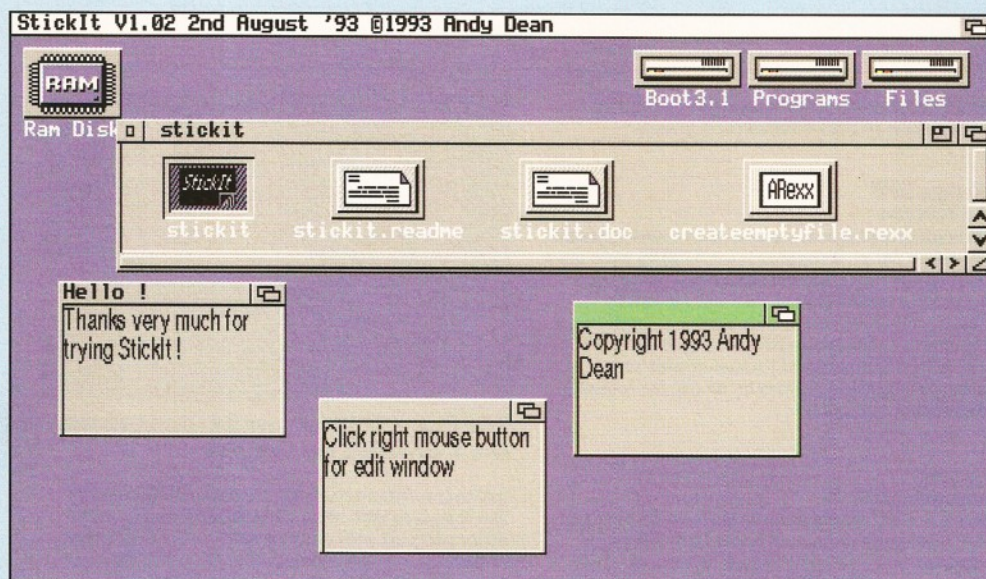 StickIt V1.02 2nd August '93 @1993 Andy Dean
RAM
Ram Disk
Boot3.1 Programs Files
stickit
StickIt
ARexx
stickit stickit.readme stickit.doc createemptyfile.rexx
Hello !
Thanks very much for
trying StickIt !
Copyright 1993 Andy
Dean
Click right mouse button
for edit window